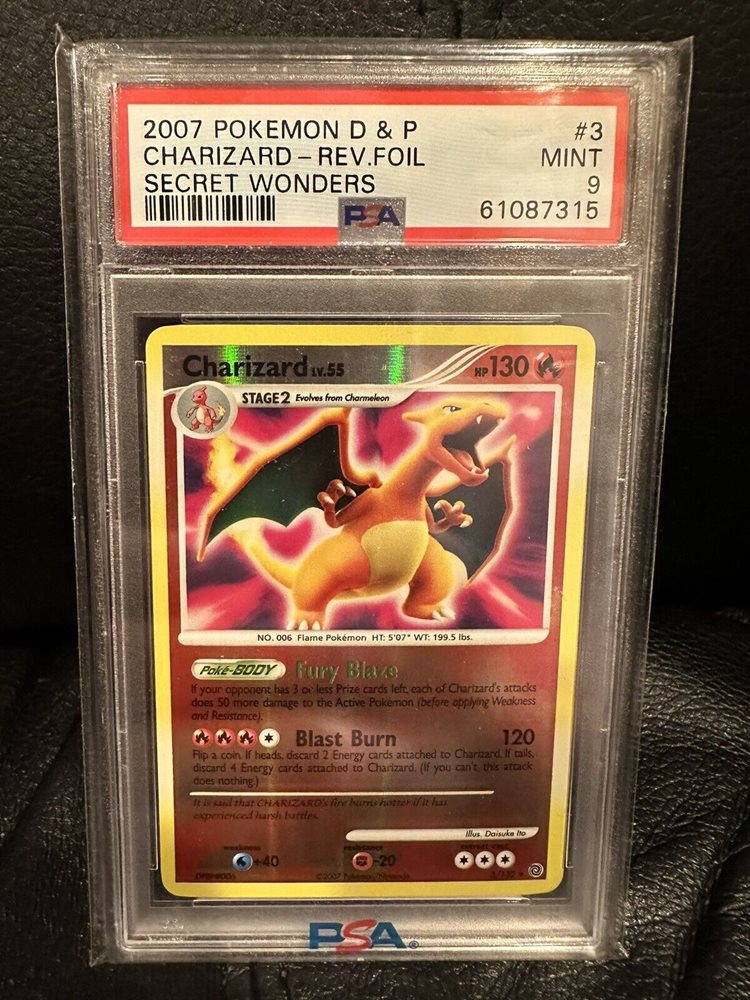 2007 POKEMON D & P #3
CHARIZARD – REV.FOIL MINT
SECRET WONDERS 9
PSA 61087315
Charizard LV.55 HP 130
STAGE2 Evolves from Charmeleon
NO. 006 Flame Pokémon HT: 5'07" WT: 199.5 lbs.
Poké-BODY Fury Blaze
If your opponent has 3 or less Prize cards left, each of Charizard's attacks
does 50 more damage to the Active Pokémon (before applying Weakness
and Resistance).
Blast Burn 120
Flip a coin. If heads, discard 2 Energy cards attached to Charizard. If tails,
discard 4 Energy cards attached to Charizard. (If you can't, this attack
does nothing.)
It is said that CHARIZARD's fire burns hotter if it has
experienced harsh battles.
Illus. Daisuke Ito
weakness resistance retreat cost
+40 -20
©2007 Pokémon/Nintendo 3/132
PSA